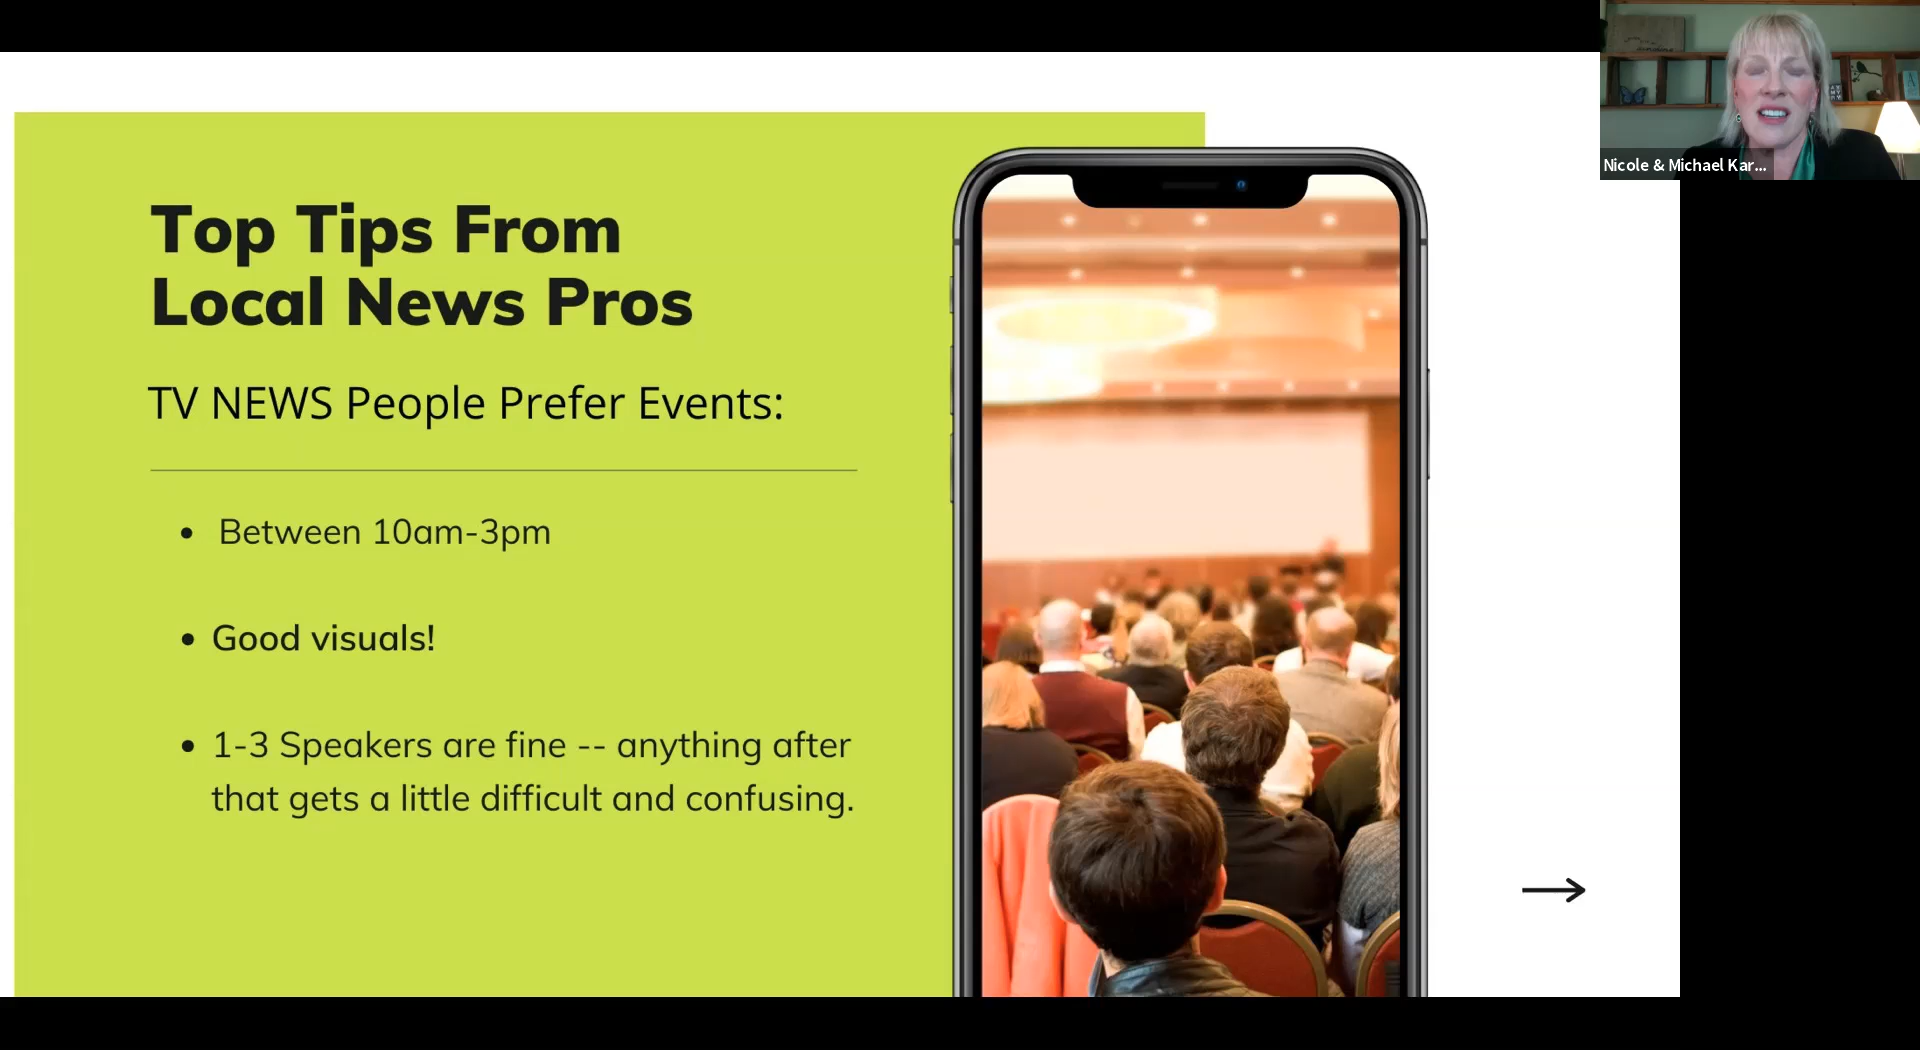 Top Tips From
Local News Pros
TV NEWS People Prefer Events:
• Between 10am-3pm
• Good visuals!
• 1-3 Speakers are fine -- anything after
that gets a little difficult and confusing.
Nicole & Michael Kar...